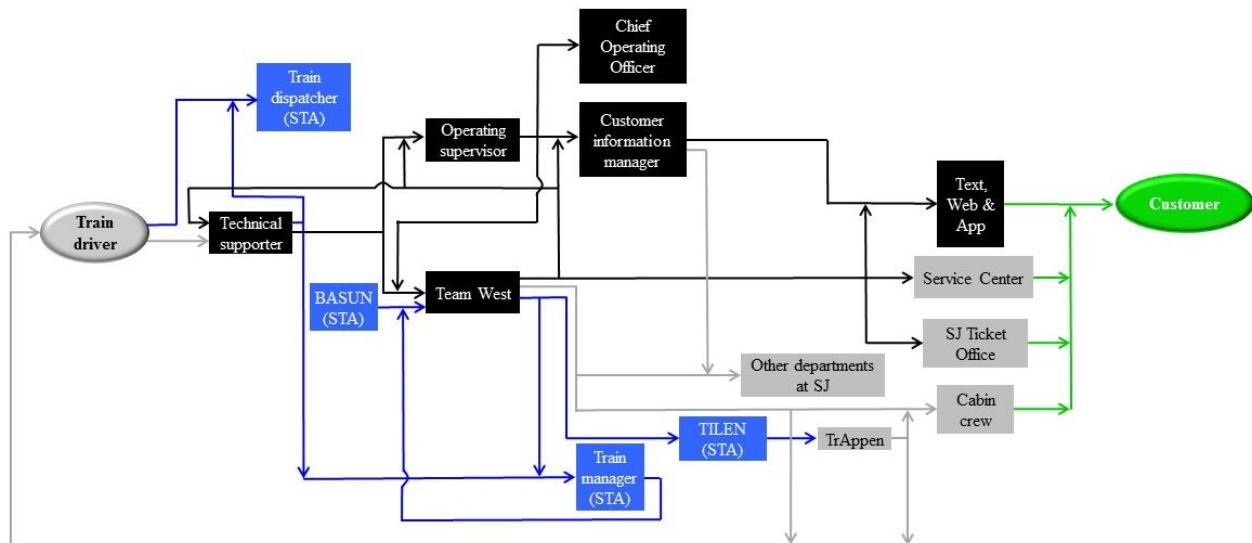 Chief
Operating
Officer
Train
dispatcher
(STA)
Operating
supervisor
Customer
information
manager
Text,
Web &
App
Customer
Train
driver
Technical
supporter
Service Center
BASUN
(STA)
Team West
SJ Ticket
Office
Other departments
at SJ
Cabin
crew
TILEN
(STA)
TrAppen
Train
manager
(STA)